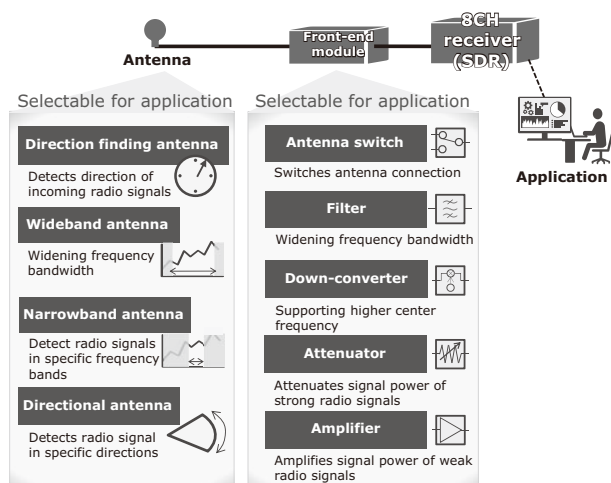 Antenna
Front-end
module
8CH
receiver
(SDR)
Application
Selectable for application
Direction finding antenna
Detects direction of
incoming radio signals
Wideband antenna
Widening frequency
bandwidth
Narrowband antenna
Detect radio signals
in specific frequency
bands
Directional antenna
Detects radio signal
in specific directions
Selectable for application
Antenna switch
Switches antenna connection
Filter
Widening frequency bandwidth
Down-converter
Supporting higher center
frequency
Attenuator
Attenuates signal power of
strong radio signals
Amplifier
Amplifies signal power of weak
radio signals